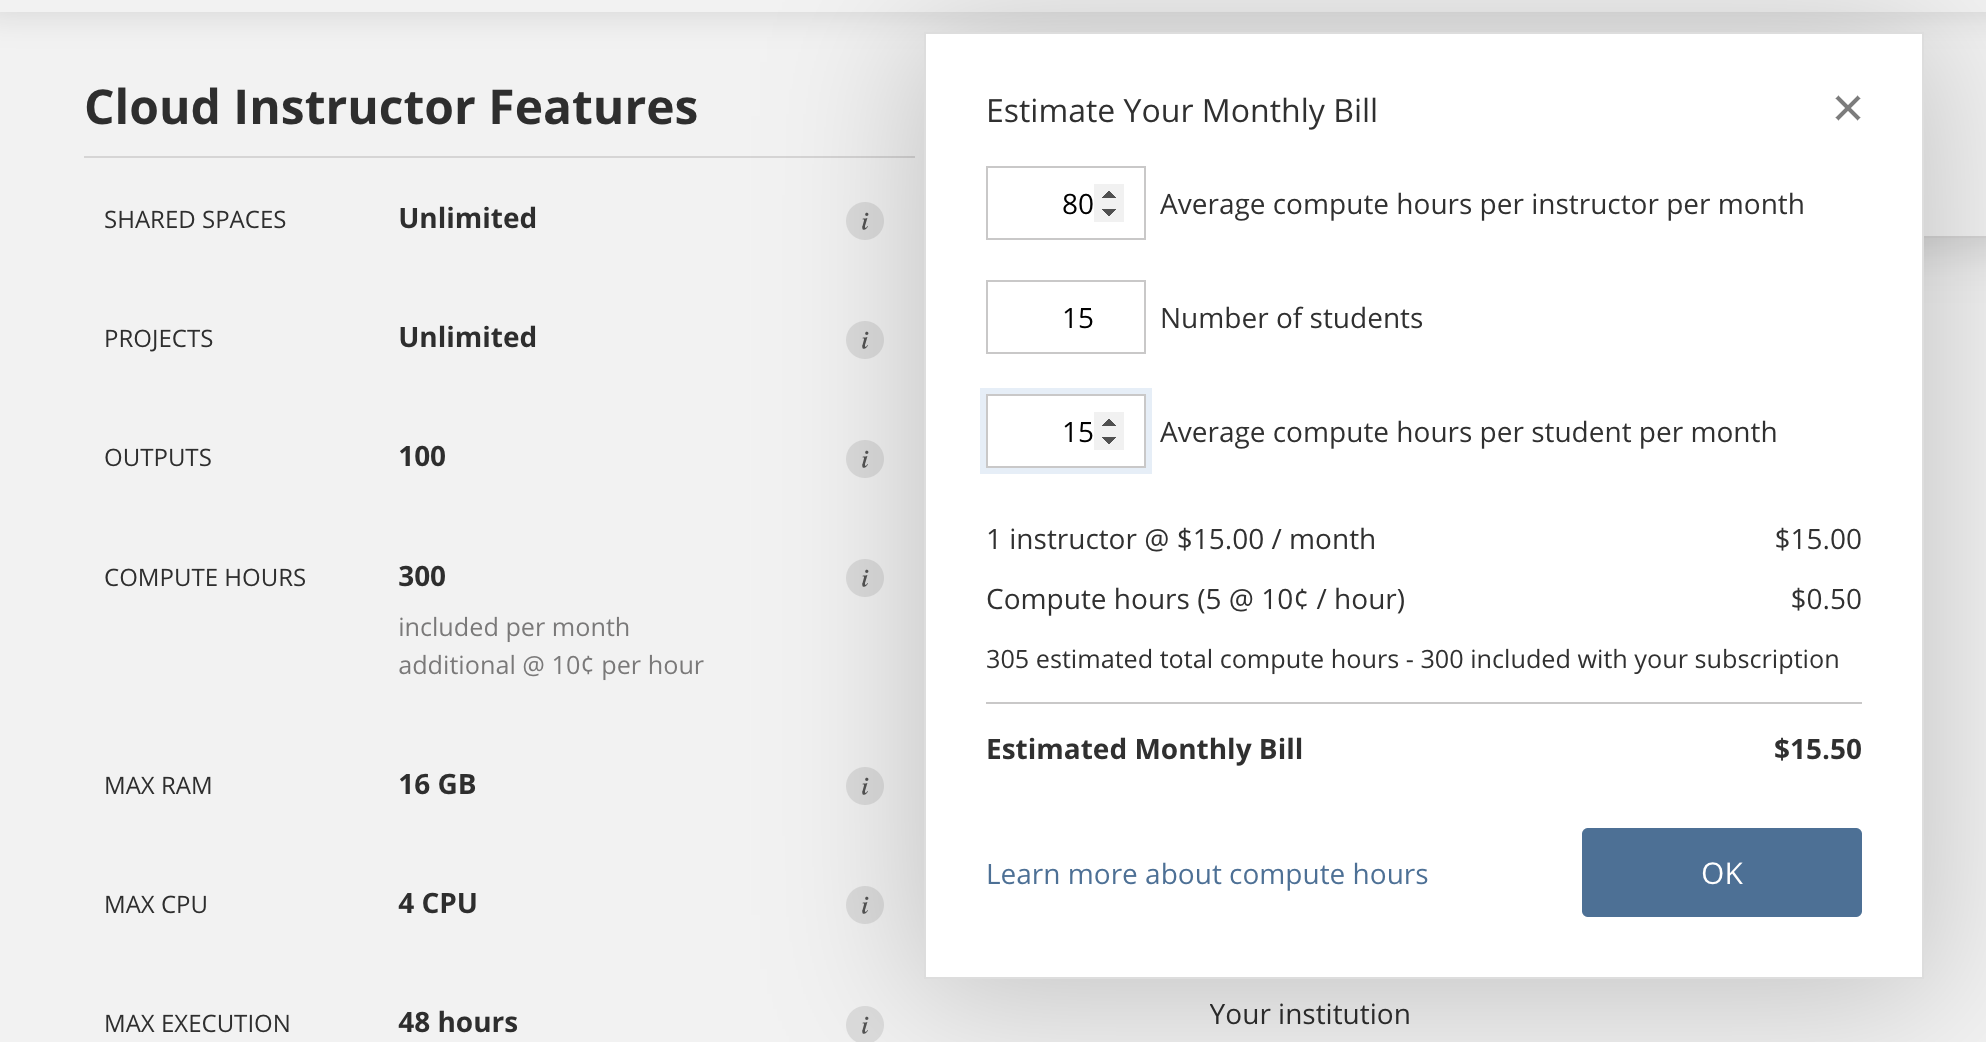 Cloud Instructor Features
SHARED SPACES Unlimited i
PROJECTS Unlimited i
OUTPUTS 100 i
COMPUTE HOURS 300 i
included per month
additional @ 10¢ per hour
MAX RAM 16 GB i
MAX CPU 4 CPU i
MAX EXECUTION 48 hours i
Estimate Your Monthly Bill
80 Average compute hours per instructor per month
15 Number of students
15 Average compute hours per student per month
1 instructor @ $15.00 / month $15.00
Compute hours (5 @ 10¢ / hour) $0.50
305 estimated total compute hours - 300 included with your subscription
Estimated Monthly Bill $15.50
Learn more about compute hours OK
Your institution